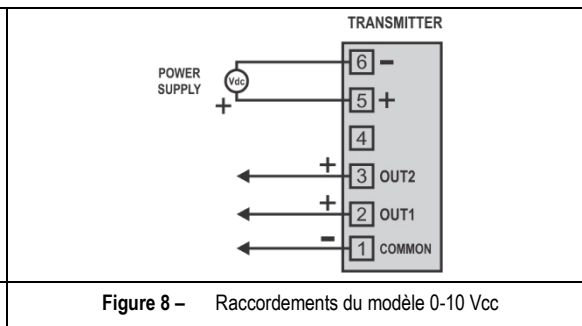 TRANSMITTER
POWER
SUPPLY
Vdc
+
6 −
5 +
4
+ 3 OUT2
+ 2 OUT1
− 1 COMMON
Figure 8 – Raccordements du modèle 0-10 Vcc